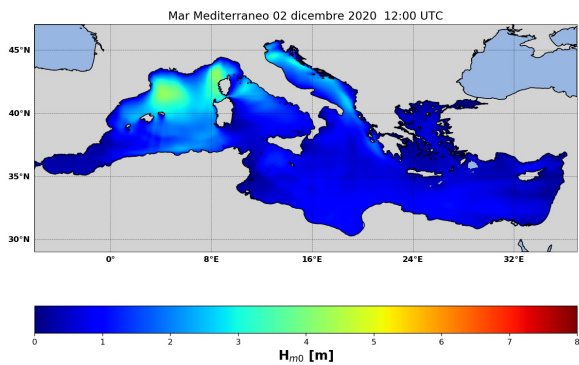 Mar Mediterraneo 02 dicembre 2020  12:00 UTC
45°N
40°N
35°N
30°N
0° 8°E 16°E 24°E 32°E
0 1 2 3 4 5 6 7 8
Hm0 [m]